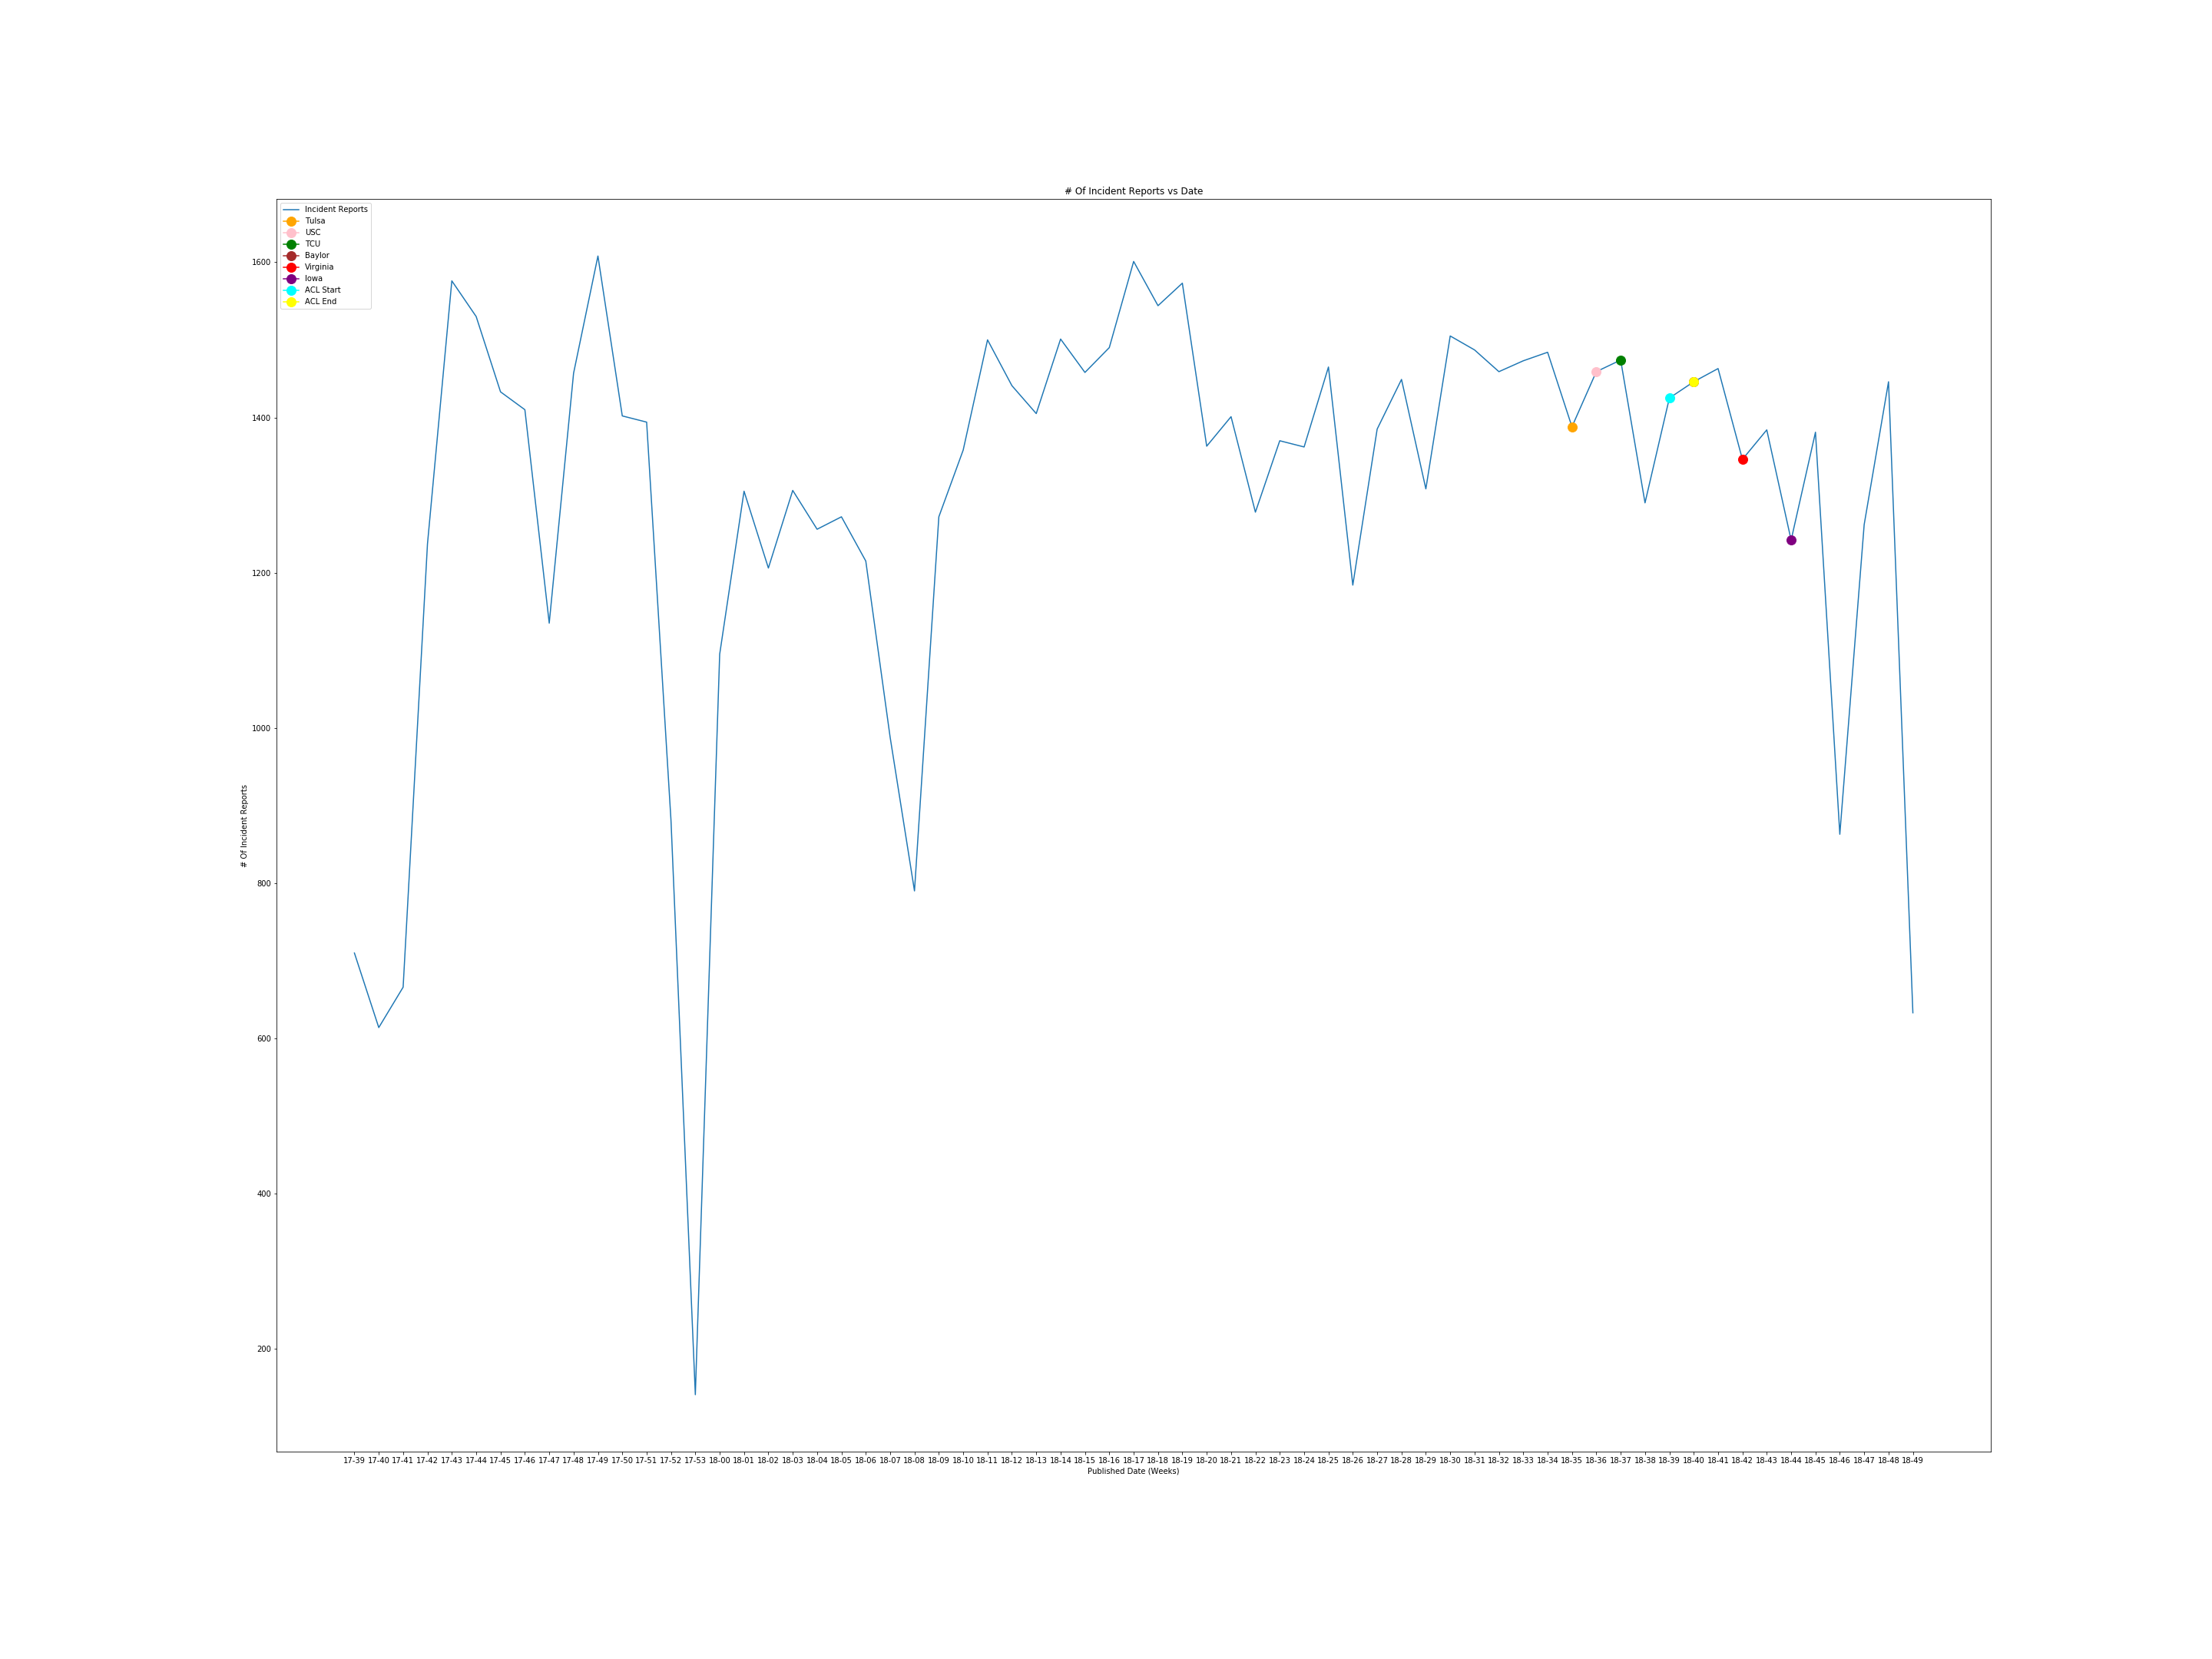 # Of Incident Reports vs Date
Incident Reports
Tulsa
USC
TCU
Baylor
Virginia
Iowa
ACL Start
ACL End
1600
1400
1200
1000
800
600
400
200
# Of Incident Reports
17-39 17-40 17-41 17-42 17-43 17-44 17-45 17-46 17-47 17-48 17-49 17-50 17-51 17-52 17-53 18-00 18-01 18-02 18-03 18-04 18-05 18-06 18-07 18-08 18-09 18-10 18-11 18-12 18-13 18-14 18-15 18-16 18-17 18-18 18-19 18-20 18-21 18-22 18-23 18-24 18-25 18-26 18-27 18-28 18-29 18-30 18-31 18-32 18-33 18-34 18-35 18-36 18-37 18-38 18-39 18-40 18-41 18-42 18-43 18-44 18-45 18-46 18-47 18-48 18-49
Published Date (Weeks)